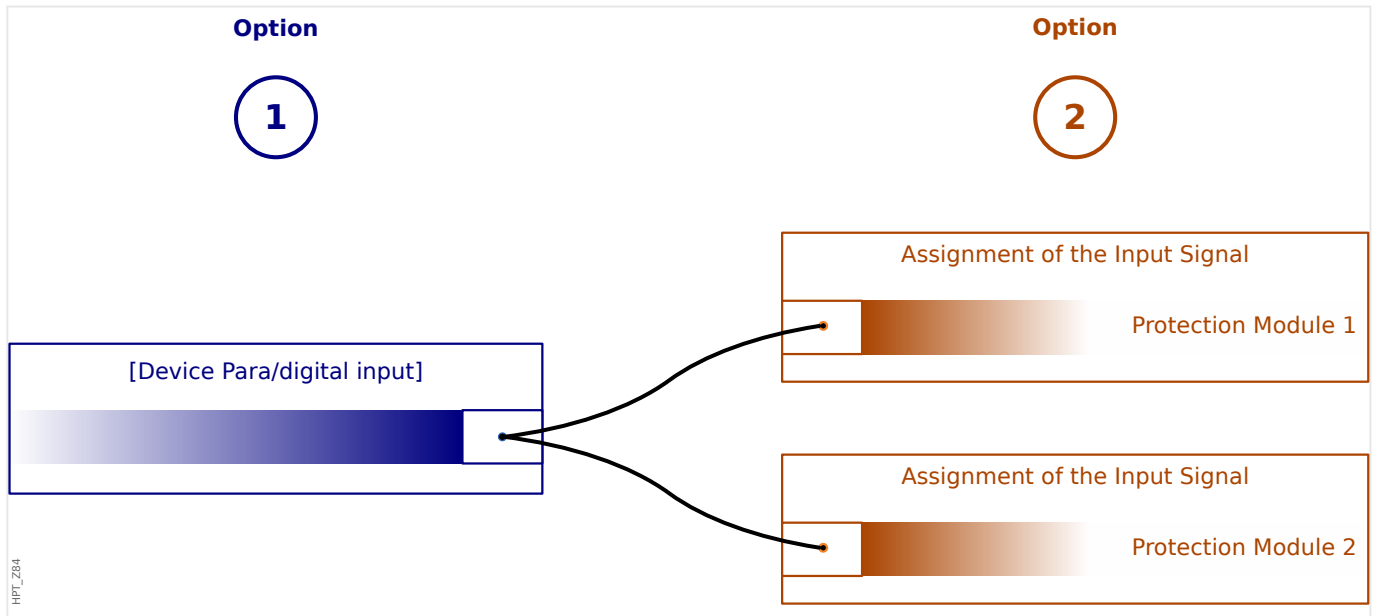 Option
1
[Device Para/digital input]
Option
2
Assignment of the Input Signal
Protection Module 1
Assignment of the Input Signal
Protection Module 2
HPT_Z84